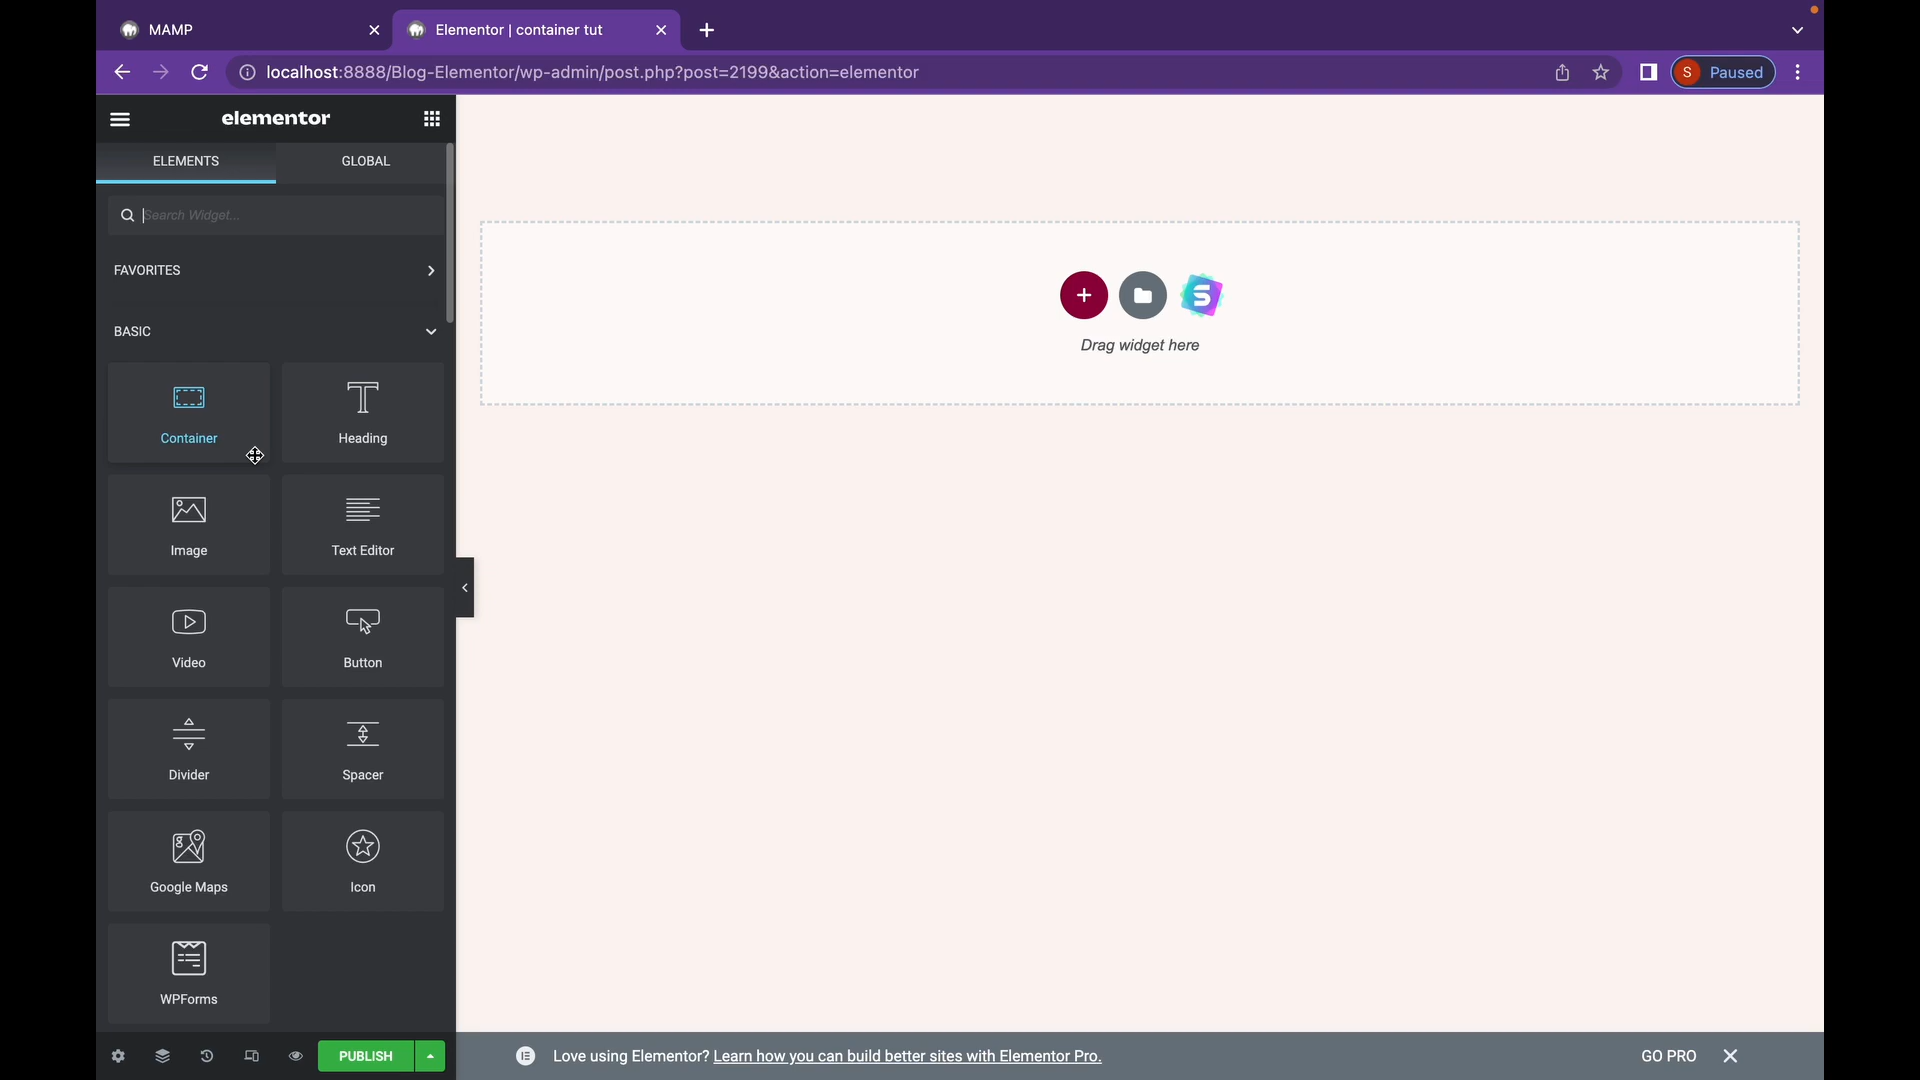 MAMP
Elementor | container tut
localhost:8888/Blog-Elementor/wp-admin/post.php?post=2199&action=elementor
S
Paused
elementor
ELEMENTS
GLOBAL
Search Widget...
FAVORITES
BASIC
Container
Heading
Image
Text Editor
Video
Button
Divider
Spacer
Google Maps
Icon
WPForms
PUBLISH
S
Drag widget here
Love using Elementor? Learn how you can build better sites with Elementor Pro.
GO PRO